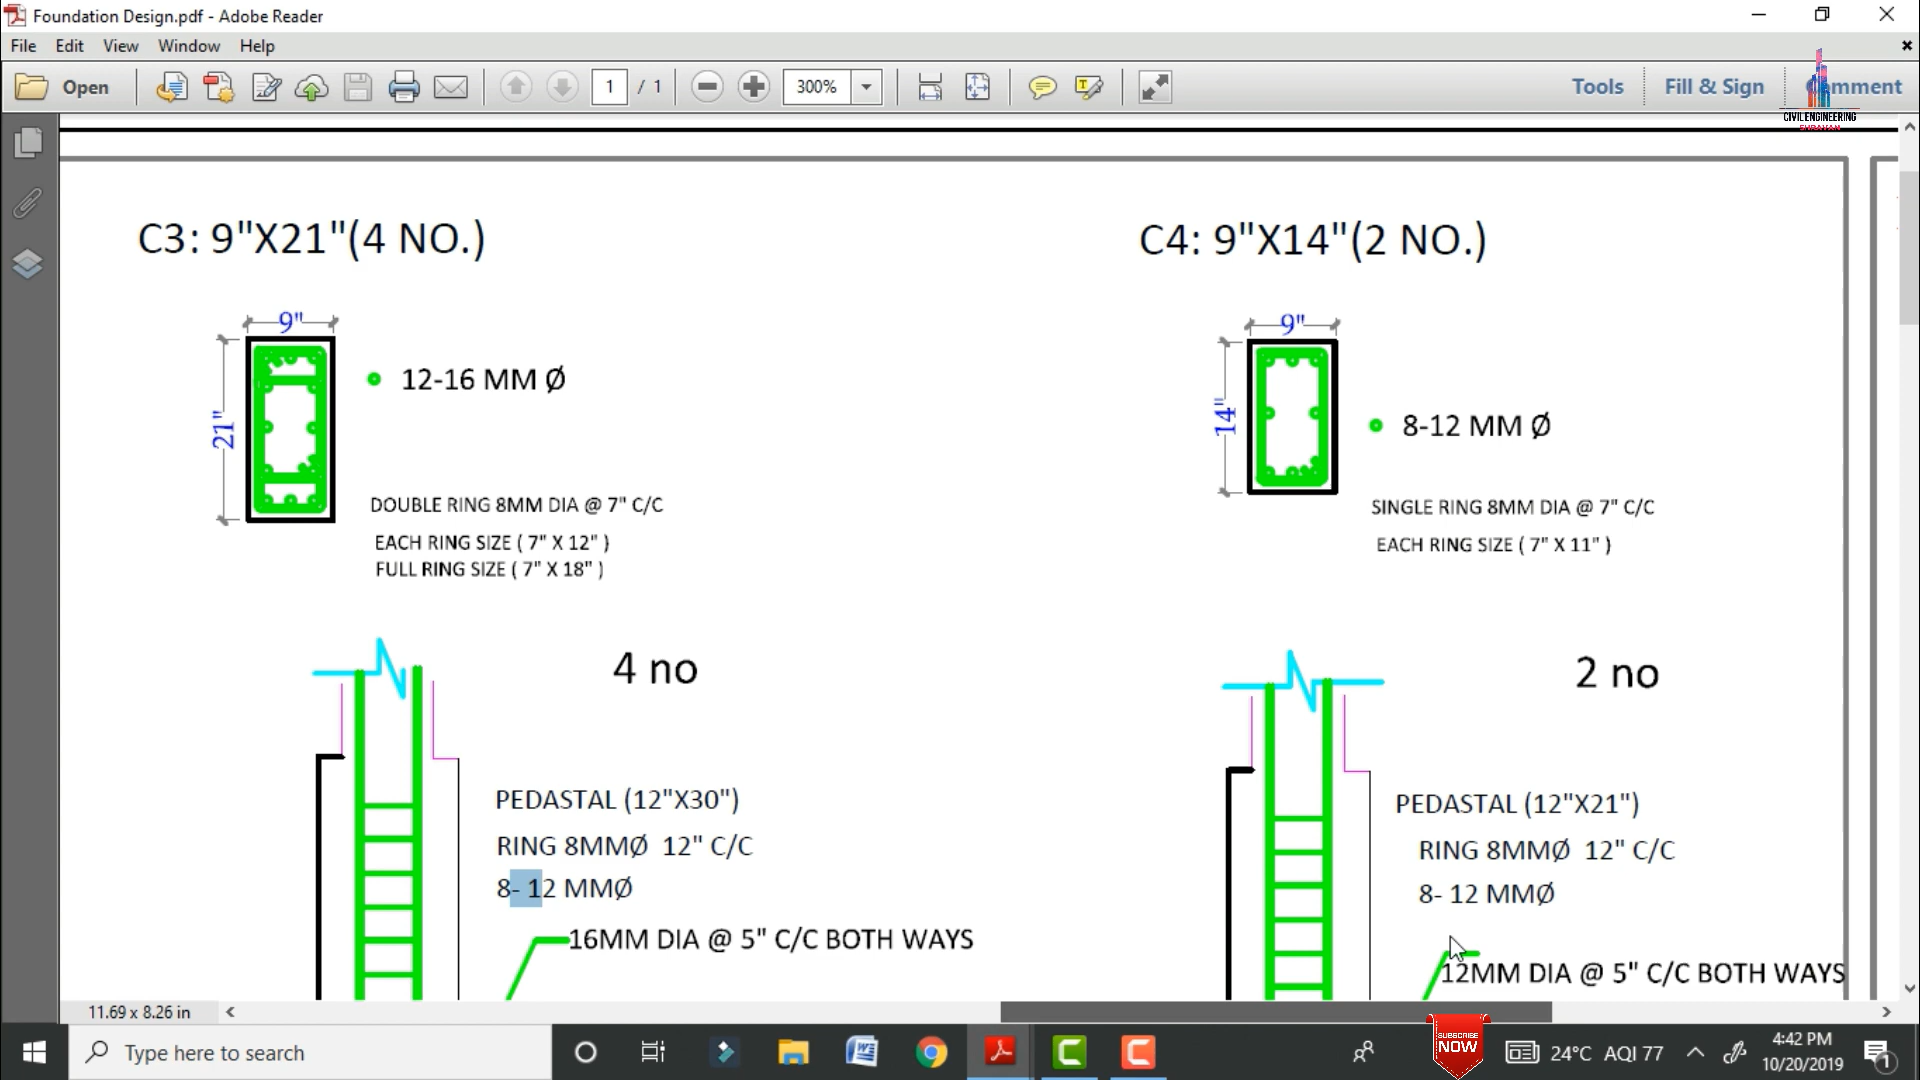 Foundation Design.pdf - Adobe Reader
File Edit View Window Help
Open 1 / 1 300% Tools Fill & Sign Comment
CIVILENGINEERING
SHRAVAN
C3: 9"X21"(4 NO.)
C4: 9"X14"(2 NO.)
9"
9"
12-16 MM Ø
21"
14"
8-12 MM Ø
DOUBLE RING 8MM DIA @ 7" C/C
SINGLE RING 8MM DIA @ 7" C/C
EACH RING SIZE ( 7" X 12" )
EACH RING SIZE ( 7" X 11" )
FULL RING SIZE ( 7" X 18" )
4 no
2 no
PEDASTAL (12"X30")
PEDASTAL (12"X21")
RING 8MMØ 12" C/C
RING 8MMØ 12" C/C
8- 12 MMØ
8- 12 MMØ
16MM DIA @ 5" C/C BOTH WAYS
12MM DIA @ 5" C/C BOTH WAYS
11.69 x 8.26 in
Type here to search
SUBSCRIBE
NOW
24°C AQI 77
4:42 PM
10/20/2019
1